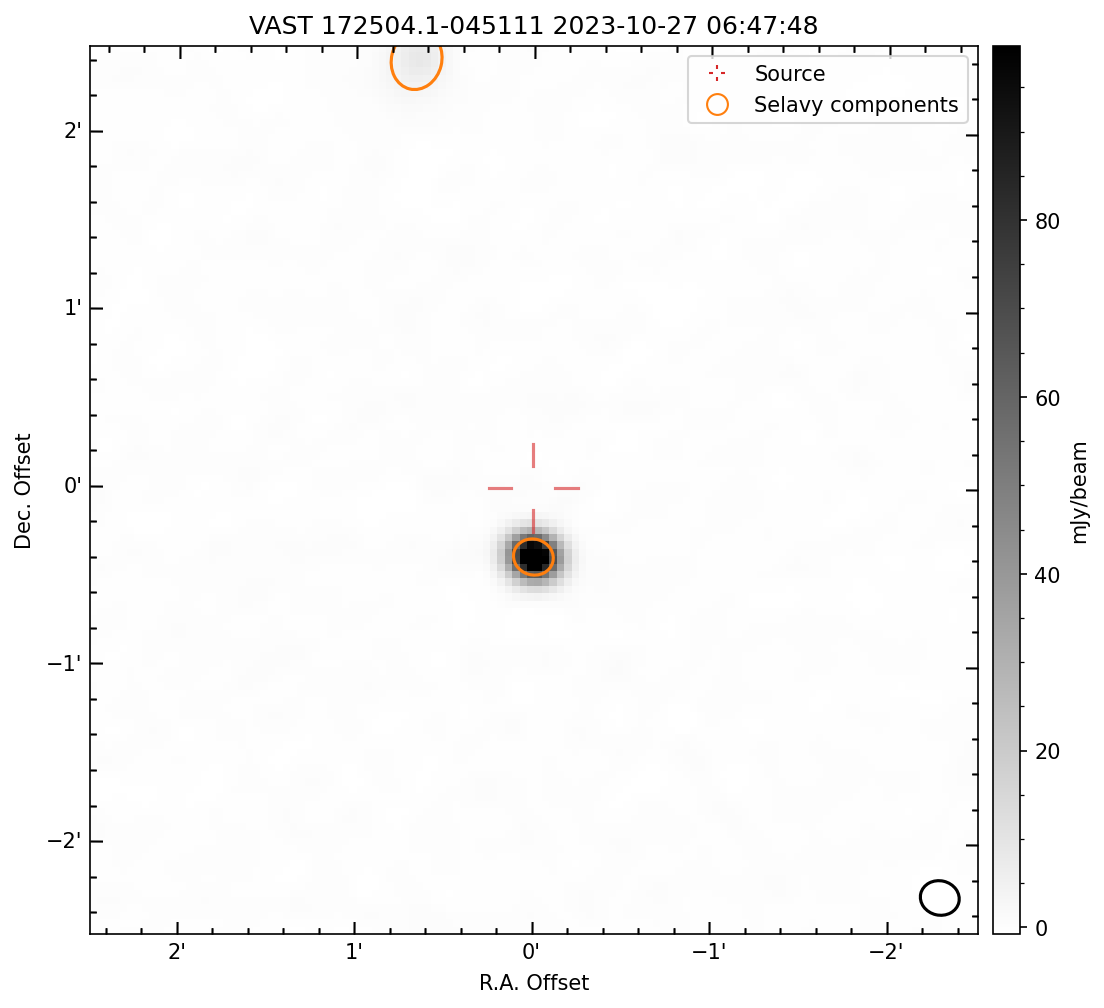 VAST 172504.1-045111 2023-10-27 06:47:48
Source
Selavy components
2'
1'
0'
−1'
−2'
Dec. Offset
2'
1'
0'
−1'
−2'
R.A. Offset
80
60
40
20
0
mJy/beam